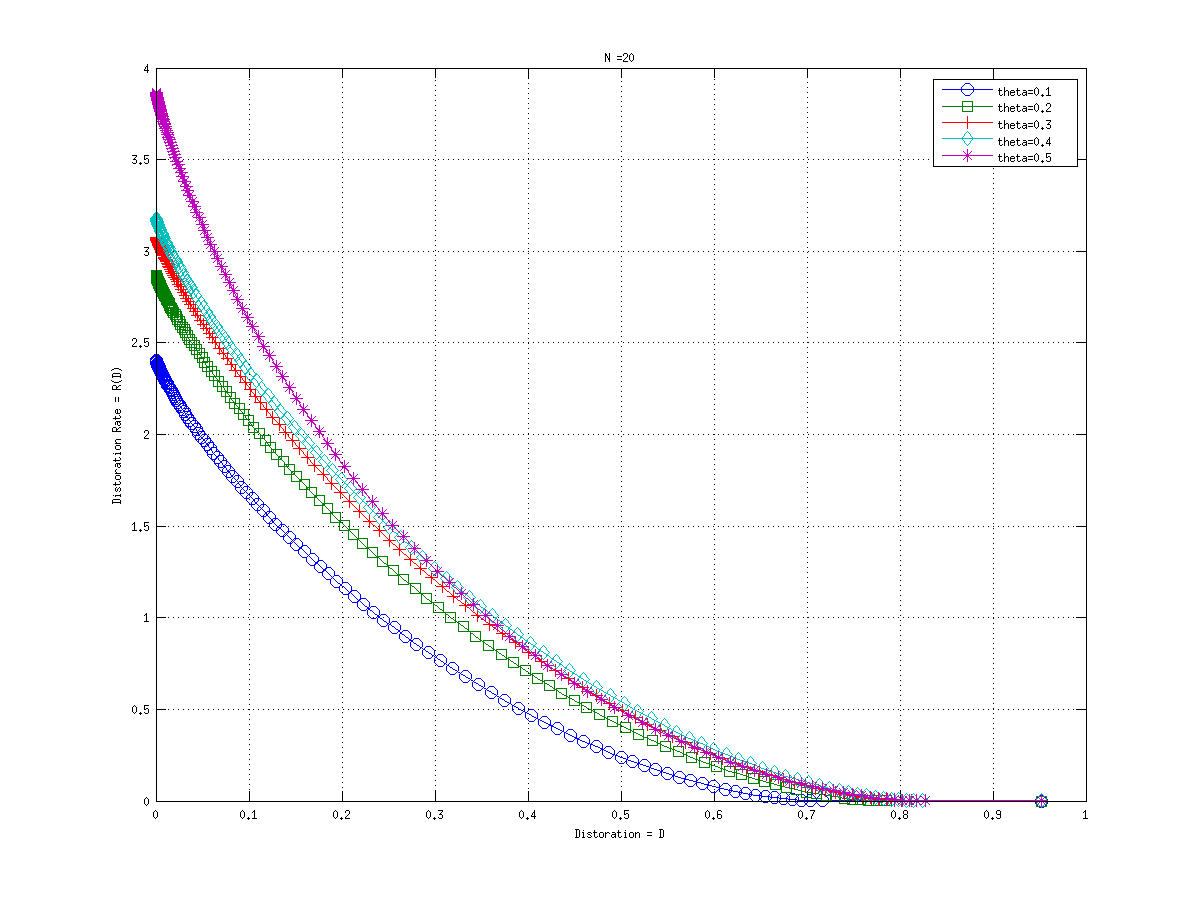 N =20
4
3.5
3
2.5
2
1.5
1
0.5
0
Distoration Rate = R(D)
theta=0.1
theta=0.2
theta=0.3
theta=0.4
theta=0.5
0 0.1 0.2 0.3 0.4 0.5 0.6 0.7 0.8 0.9 1
Distoration = D